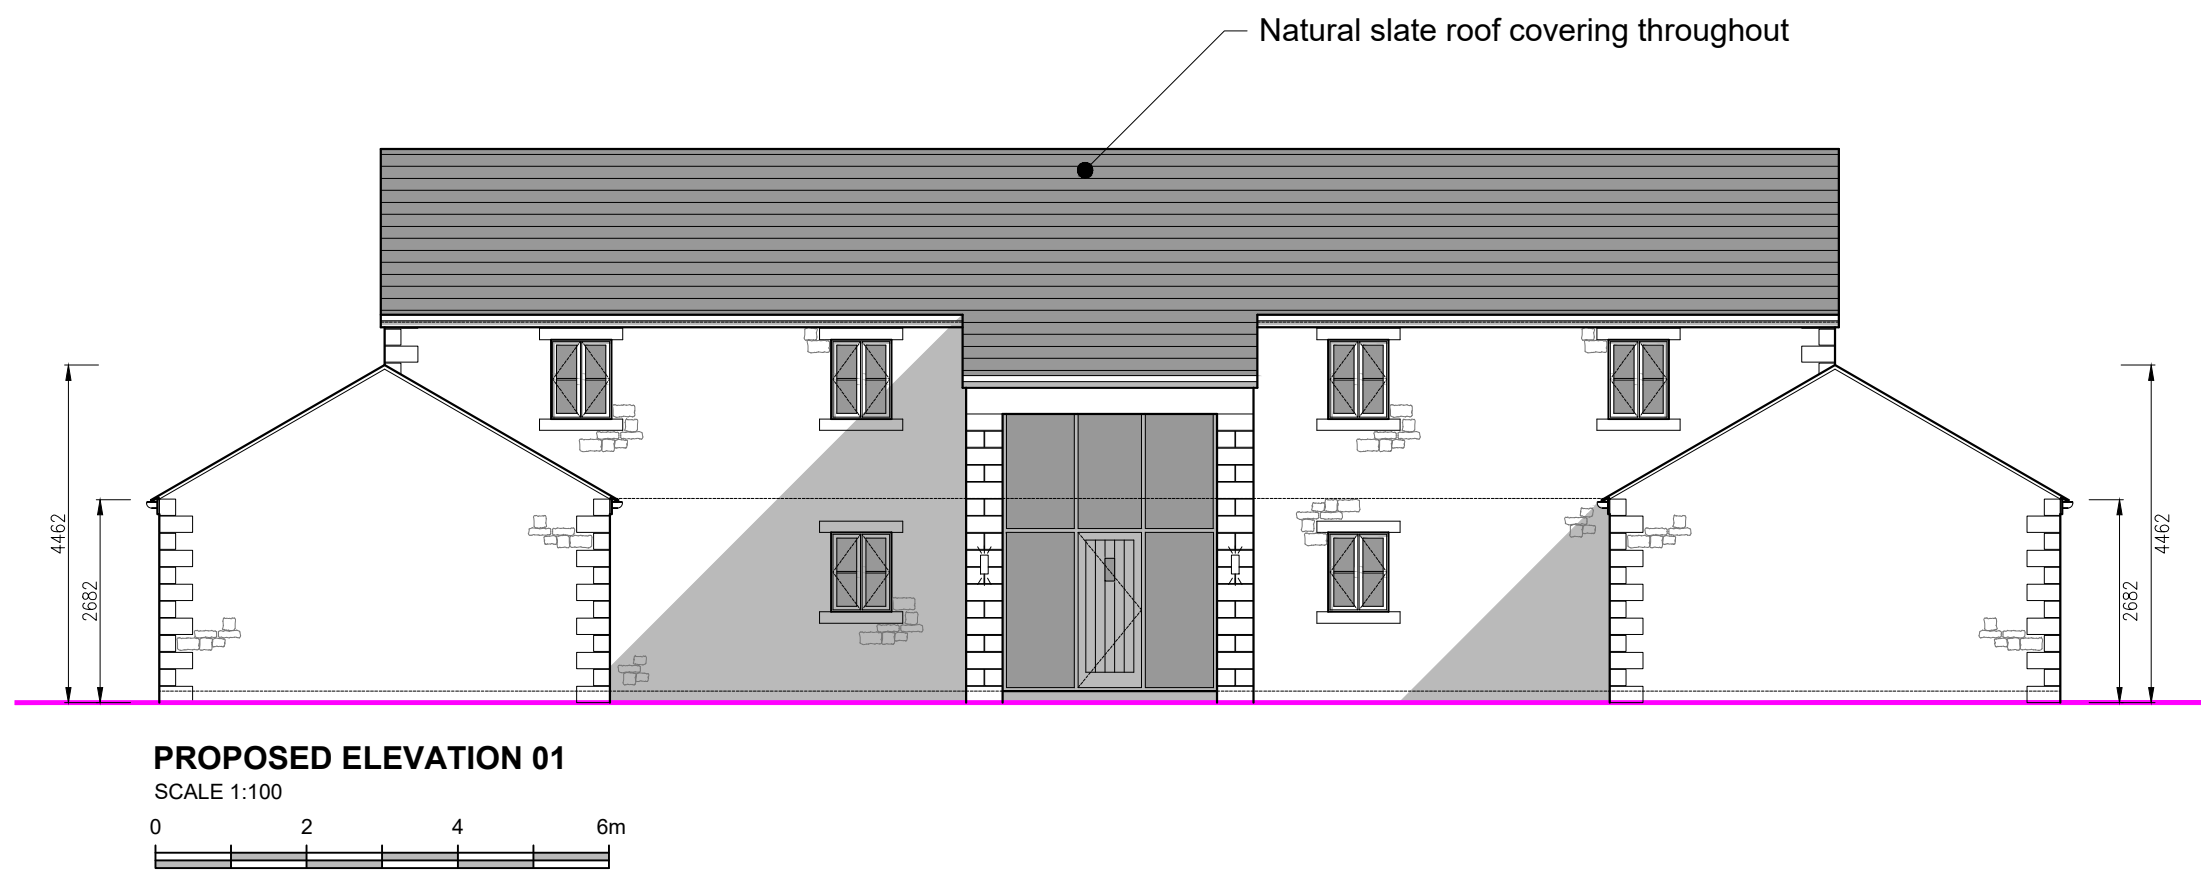 Natural slate roof covering throughout
4462
2682
4462
2682
PROPOSED ELEVATION 01
SCALE 1:100
0 2 4 6m